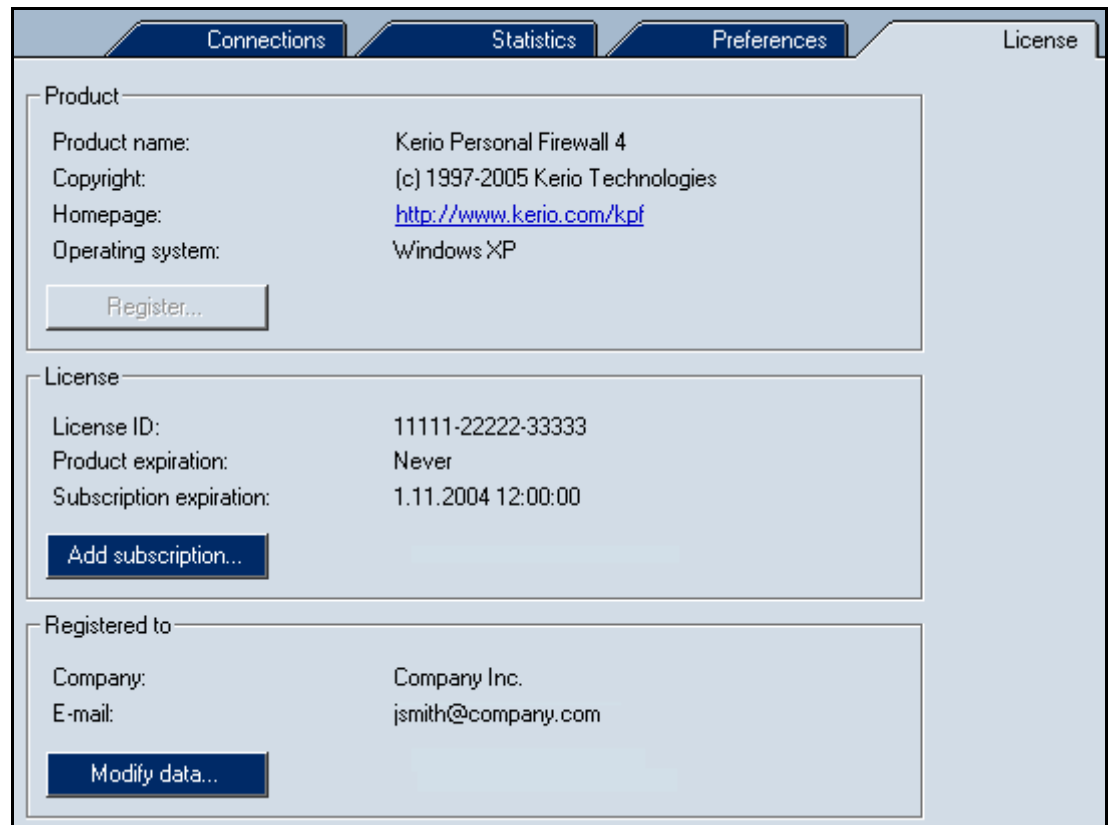 Connections Statistics Preferences License
Product
Product name: Kerio Personal Firewall 4
Copyright: (c) 1997-2005 Kerio Technologies
Homepage: http://www.kerio.com/kpf
Operating system: Windows XP
Register...
License
License ID: 11111-22222-33333
Product expiration: Never
Subscription expiration: 1.11.2004 12:00:00
Add subscription...
Registered to
Company: Company Inc.
E-mail: jsmith@company.com
Modify data...